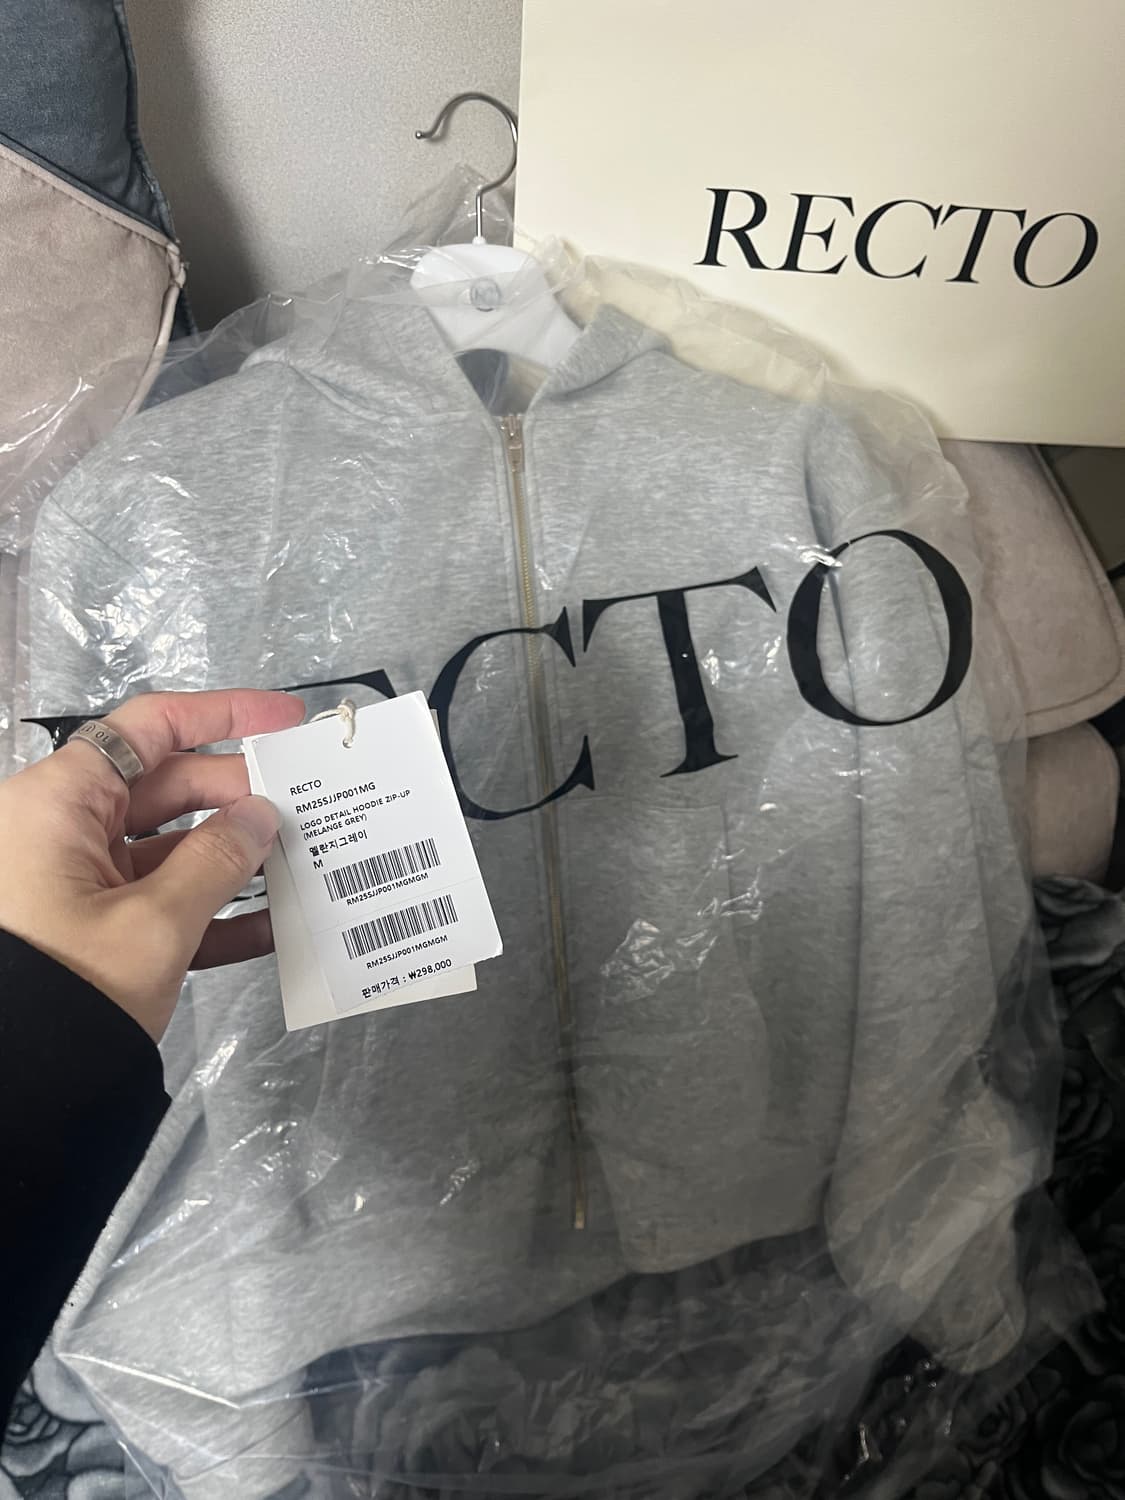 RECTO
ECTO
RECTO
RM25SJJP001MG
LOGO DETAIL HOODIE ZIP-UP
(MELANGE GREY)
멜란지그레이
M
RM25SJJP001MGMGM
RM25SJJP001MGMGM
판매가격 : ₩298,000